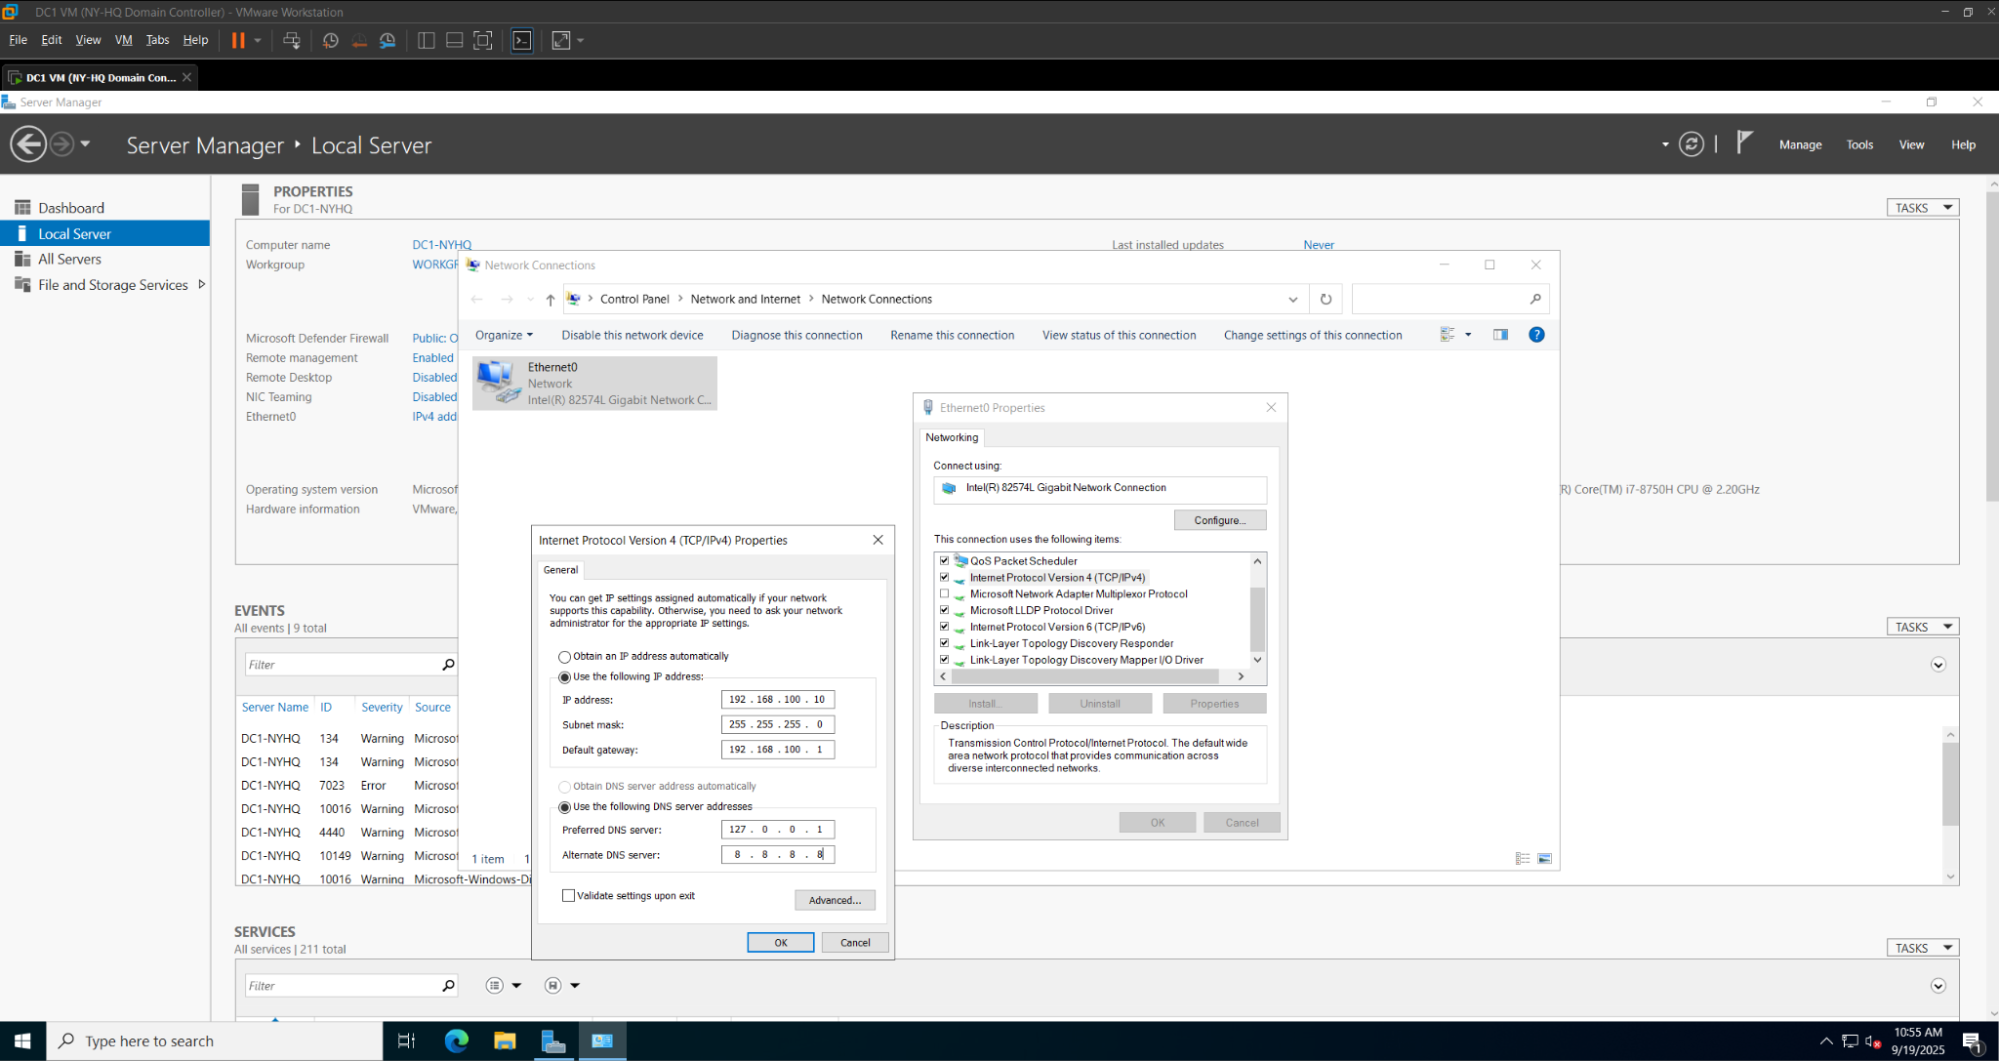 DC1 VM (NY-HQ Domain Controller) - VMware Workstation
File Edit View VM Tabs Help
DC1 VM (NY-HQ Domain Con...
Server Manager
Server Manager ‣ Local Server
Manage Tools View Help
Dashboard
Local Server
All Servers
File and Storage Services
PROPERTIES
For DC1-NYHQ
TASKS
Computer name DC1-NYHQ
Last installed updates Never
Workgroup WORKGR
Microsoft Defender Firewall Public: O
Remote management Enabled
Remote Desktop Disabled
NIC Teaming Disabled
Ethernet0 IPv4 add
Operating system version Microsof
Hardware information VMware,
R) Core(TM) i7-8750H CPU @ 2.20GHz
Network Connections
Control Panel > Network and Internet > Network Connections
Organize Disable this network device Diagnose this connection Rename this connection View status of this connection Change settings of this connection
Ethernet0
Network
Intel(R) 82574L Gigabit Network C...
1 item 1
Ethernet0 Properties
Networking
Connect using:
Intel(R) 82574L Gigabit Network Connection
Configure...
This connection uses the following items:
QoS Packet Scheduler
Internet Protocol Version 4 (TCP/IPv4)
Microsoft Network Adapter Multiplexor Protocol
Microsoft LLDP Protocol Driver
Internet Protocol Version 6 (TCP/IPv6)
Link-Layer Topology Discovery Responder
Link-Layer Topology Discovery Mapper I/O Driver
Install... Uninstall Properties
Description
Transmission Control Protocol/Internet Protocol. The default wide
area network protocol that provides communication across
diverse interconnected networks.
OK Cancel
Internet Protocol Version 4 (TCP/IPv4) Properties
General
You can get IP settings assigned automatically if your network
supports this capability. Otherwise, you need to ask your network
administrator for the appropriate IP settings.
Obtain an IP address automatically
Use the following IP address:
IP address: 192 . 168 . 100 . 10
Subnet mask: 255 . 255 . 255 . 0
Default gateway: 192 . 168 . 100 . 1
Obtain DNS server address automatically
Use the following DNS server addresses
Preferred DNS server: 127 . 0 . 0 . 1
Alternate DNS server: 8 . 8 . 8 . 8
Validate settings upon exit
Advanced...
OK Cancel
EVENTS
All events | 9 total
TASKS
Filter
Server Name ID Severity Source
DC1-NYHQ 134 Warning Microsof
DC1-NYHQ 134 Warning Microsof
DC1-NYHQ 7023 Error Microsof
DC1-NYHQ 10016 Warning Microsof
DC1-NYHQ 4440 Warning Microsof
DC1-NYHQ 10149 Warning Microsof
DC1-NYHQ 10016 Warning Microsoft-Windows-Di
SERVICES
All services | 211 total
TASKS
Filter
Type here to search
10:55 AM
9/19/2025
1